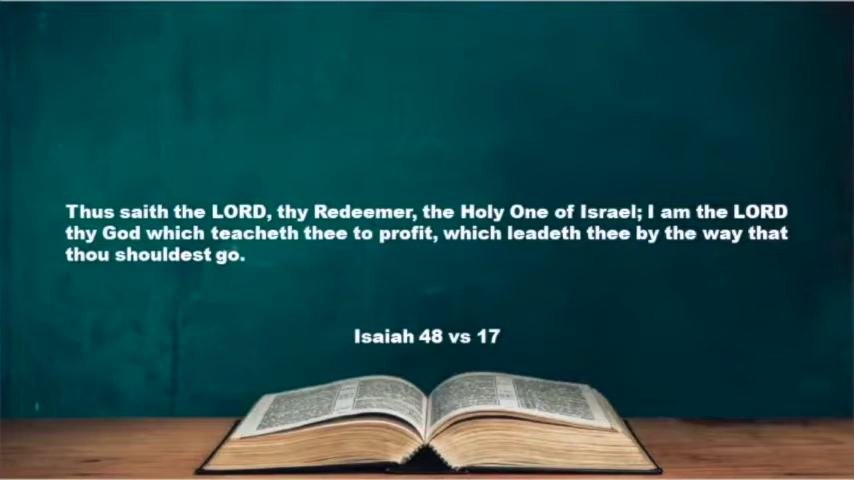 Thus saith the LORD, thy Redeemer, the Holy One of Israel; I am the LORD
thy God which teacheth thee to profit, which leadeth thee by the way that
thou shouldest go.
Isaiah 48 vs 17